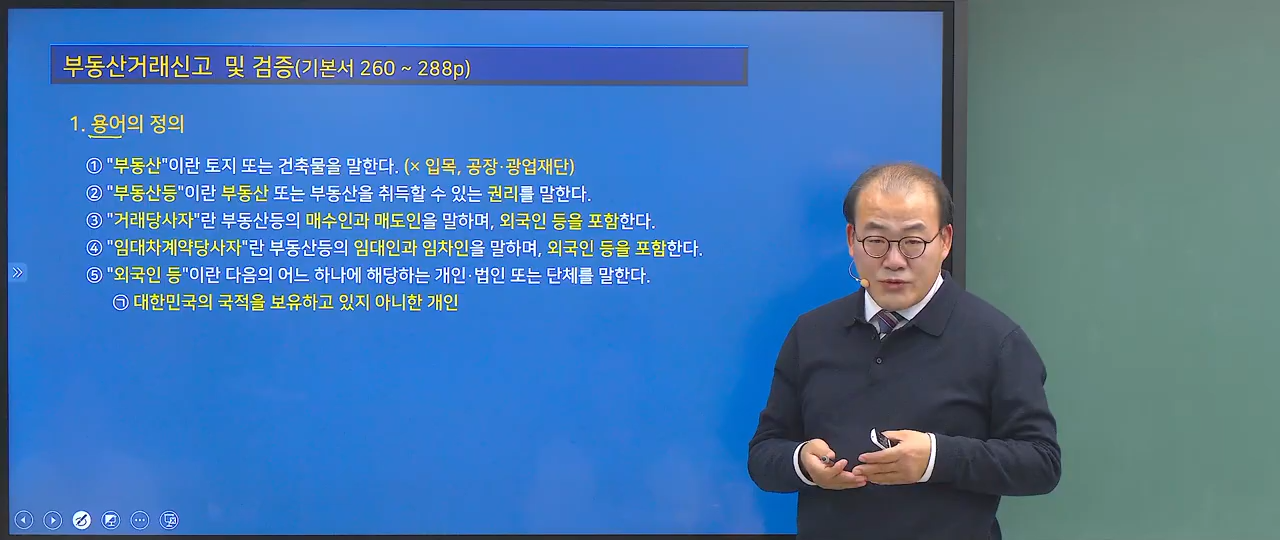 부동산거래신고 및 검증(기본서 260 ~ 288p)
1. 용어의 정의
① "부동산"이란 토지 또는 건축물을 말한다. (× 입목, 공장·광업재단)
② "부동산등"이란 부동산 또는 부동산을 취득할 수 있는 권리를 말한다.
③ "거래당사자"란 부동산등의 매수인과 매도인을 말하며, 외국인 등을 포함한다.
④ "임대차계약당사자"란 부동산등의 임대인과 임차인을 말하며, 외국인 등을 포함한다.
⑤ "외국인 등"이란 다음의 어느 하나에 해당하는 개인·법인 또는 단체를 말한다.
㉠ 대한민국의 국적을 보유하고 있지 아니한 개인